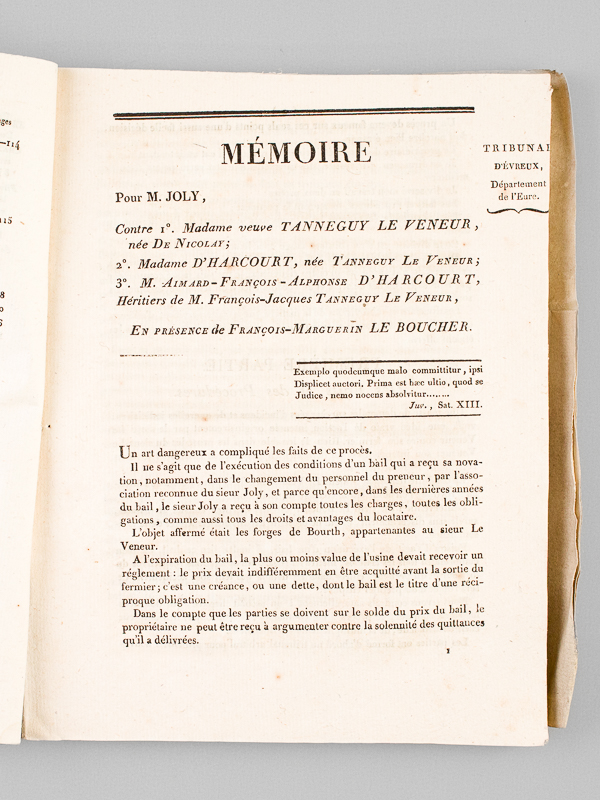 ges
-114
115
8
6
MÉMOIRE
TRIBUNAL
D'ÉVREUX,
Département
de l'Eure.
Pour M. JOLY,
Contre 1°. Madame veuve TANNEGUY LE VENEUR,
née DE NICOLAY;
2°. Madame D'HARCOURT, née TANNEGUY LE VENEUR;
3°. M. AIMARD-FRANÇOIS-ALPHONSE D'HARCOURT,
Héritiers de M. François-Jacques TANNEGUY LE VENEUR,
EN PRÉSENCE de FRANÇOIS-MARGUERIN LE BOUCHER.
Exemplo quodcumque malo committitur, ipsi
Displicet auctori. Prima est hæc ultio, quod se
Judice, nemo nocens absolvitur........
Juv., Sat. XIII.
Un art dangereux a compliqué les faits de ce procès.
Il ne s'agit que de l'exécution des conditions d'un bail qui a reçu sa nova-
tion, notamment, dans le changement du personnel du preneur, par l'asso-
ciation reconnue du sieur Joly, et parce qu'encore, dans les dernières années
du bail, le sieur Joly a reçu à son compte toutes les charges, toutes les obli-
gations, comme aussi tous les droits et avantages du locataire.
L'objet affermé était les forges de Bourth, appartenantes au sieur Le
Veneur.
A l'expiration du bail, la plus ou moins value de l'usine devait recevoir un
réglement : le prix devait indifféremment en être acquitté avant la sortie du
fermier; c'est une créance, ou une dette, dont le bail est le titre d'une réci-
proque obligation.
Dans le compte que les parties se doivent sur le solde du prix du bail, le
propriétaire ne peut être reçu à argumenter contre la solennité des quittances
qu'il a délivrées.
1